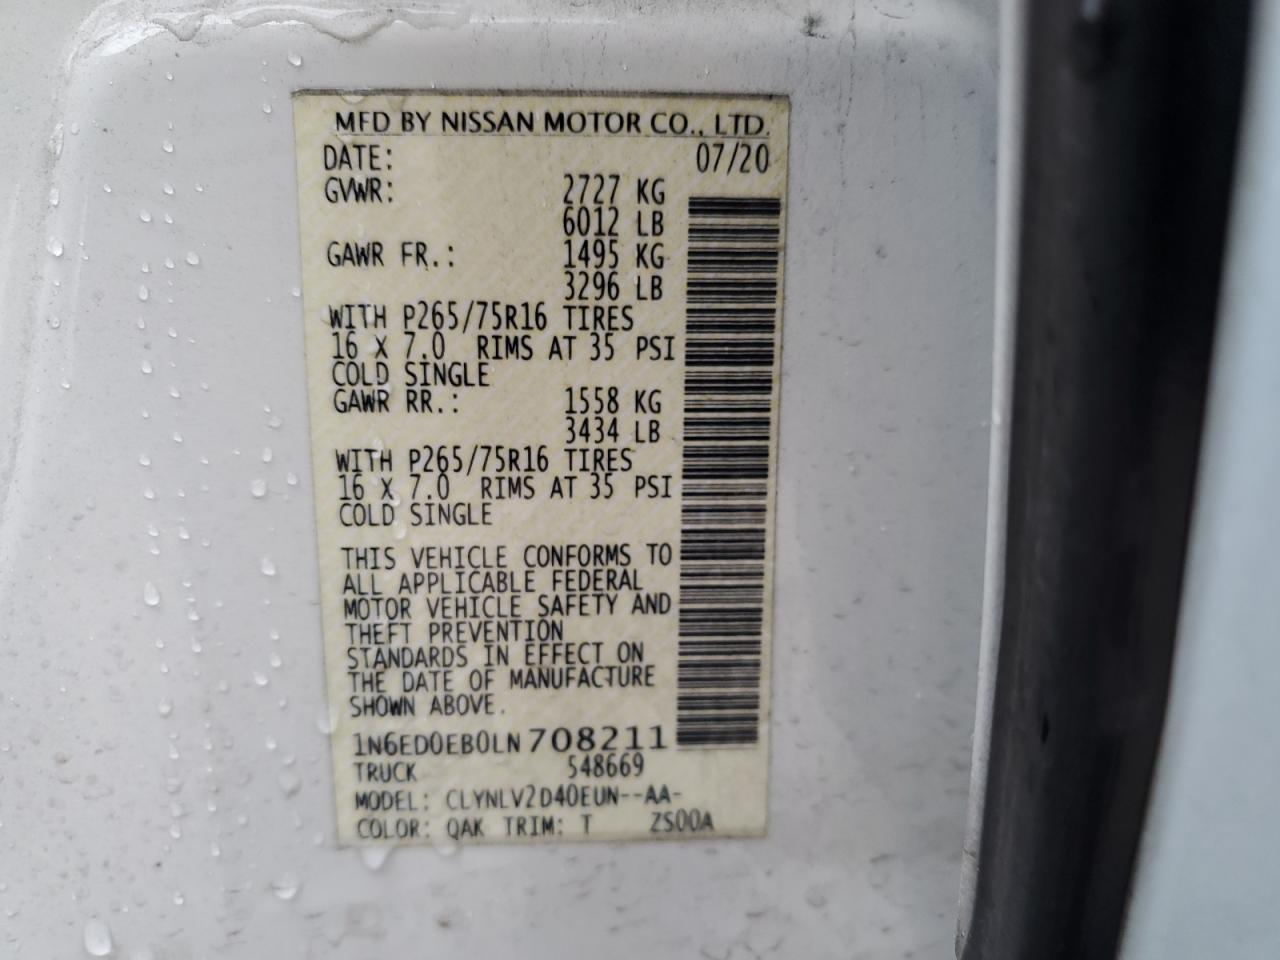 MFD BY NISSAN MOTOR CO., LTD.
DATE: 07/20
GVWR: 2727 KG
6012 LB
GAWR FR.: 1495 KG
3296 LB
WITH P265/75R16 TIRES
16 X 7.0 RIMS AT 35 PSI
COLD SINGLE
GAWR RR.: 1558 KG
3434 LB
WITH P265/75R16 TIRES
16 X 7.0 RIMS AT 35 PSI
COLD SINGLE
THIS VEHICLE CONFORMS TO
ALL APPLICABLE FEDERAL
MOTOR VEHICLE SAFETY AND
THEFT PREVENTION
STANDARDS IN EFFECT ON
THE DATE OF MANUFACTURE
SHOWN ABOVE.
1N6ED0EB0LN708211
TRUCK 548669
MODEL: CLYNLV2D40EUN--AA-
COLOR: QAK TRIM: T ZS00A